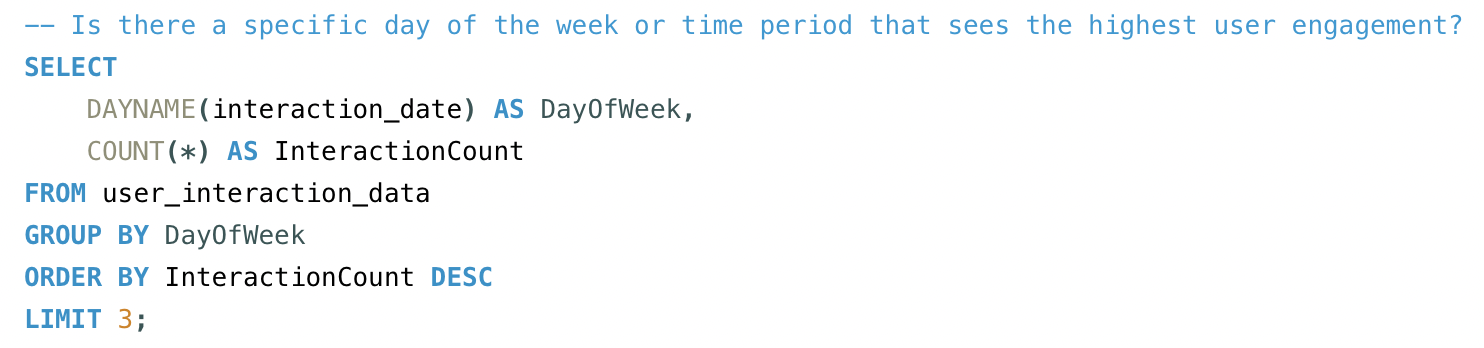 -- Is there a specific day of the week or time period that sees the highest user engagement?
SELECT
    DAYNAME(interaction_date) AS DayOfWeek,
    COUNT(*) AS InteractionCount
FROM user_interaction_data
GROUP BY DayOfWeek
ORDER BY InteractionCount DESC
LIMIT 3;